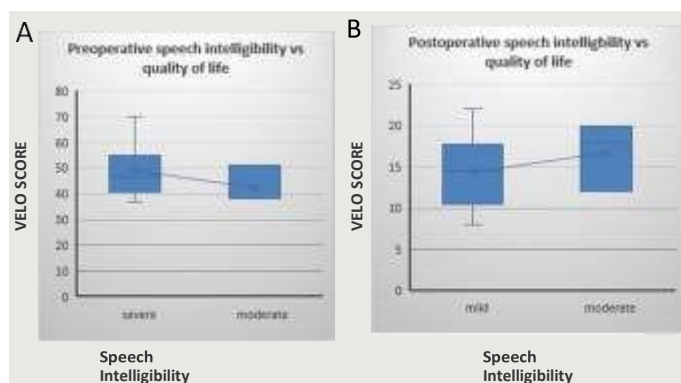 A
Preoperative speech intelligibility vs
quality of life
80
70
60
50
40
30
20
10
0
VELO SCORE
severe
moderate
Speech
Intelligibility
B
Postoperative speech intelligbility vs
quality of life
25
20
15
10
5
0
VELO SCORE
mild
moderate
Speech
Intelligibility